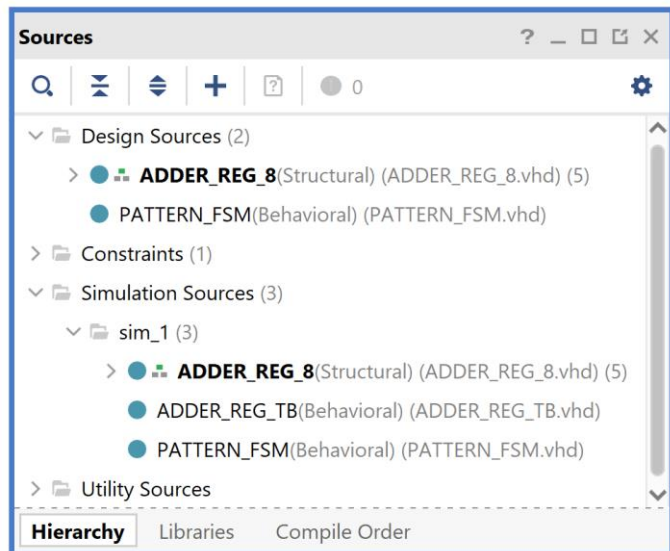 Sources
0
Design Sources (2)
ADDER_REG_8(Structural) (ADDER_REG_8.vhd) (5)
PATTERN_FSM(Behavioral) (PATTERN_FSM.vhd)
Constraints (1)
Simulation Sources (3)
sim_1 (3)
ADDER_REG_8(Structural) (ADDER_REG_8.vhd) (5)
ADDER_REG_TB(Behavioral) (ADDER_REG_TB.vhd)
PATTERN_FSM(Behavioral) (PATTERN_FSM.vhd)
Utility Sources
Hierarchy Libraries Compile Order